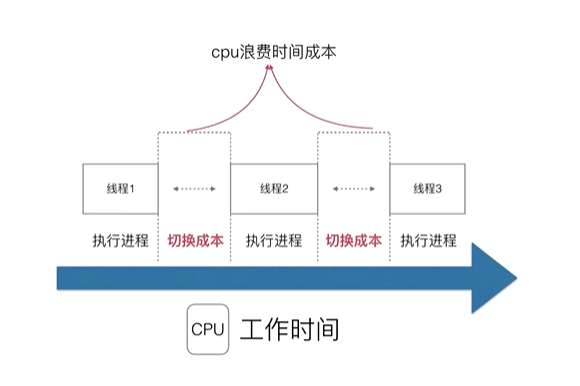 cpu浪费时间成本
线程1
线程2
线程3
执行进程
切换成本
执行进程
切换成本
执行进程
CPU
工作时间